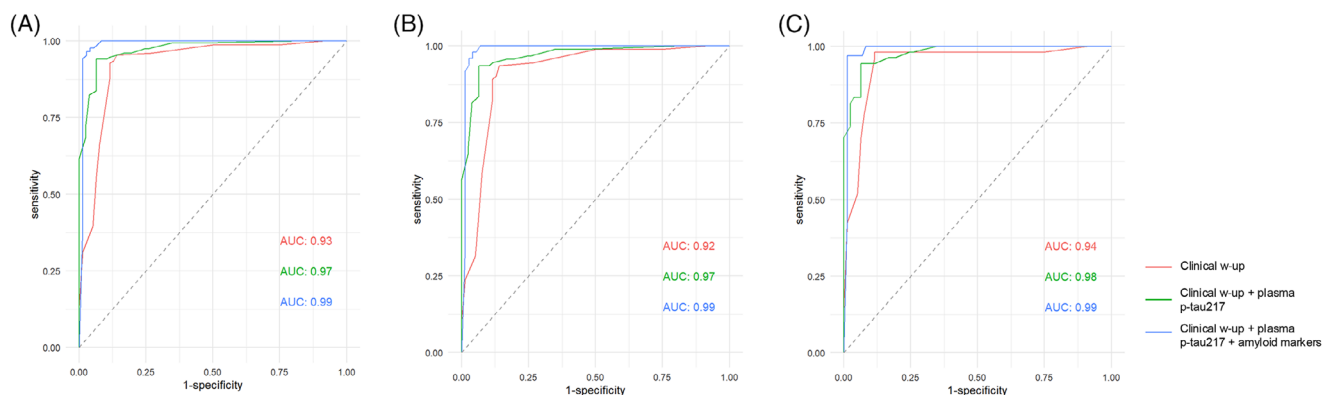 (A)
1.00
0.75
0.50
0.25
0.00
sensitivity
AUC: 0.93
AUC: 0.97
AUC: 0.99
0.00 0.25 0.50 0.75 1.00
1-specificity
(B)
1.00
0.75
0.50
0.25
0.00
sensitivity
AUC: 0.92
AUC: 0.97
AUC: 0.99
0.00 0.25 0.50 0.75 1.00
1-specificity
(C)
1.00
0.75
0.50
0.25
0.00
sensitivity
AUC: 0.94
AUC: 0.98
AUC: 0.99
0.00 0.25 0.50 0.75 1.00
1-specificity
Clinical w-up
Clinical w-up + plasma
p-tau217
Clinical w-up + plasma
p-tau217 + amyloid markers